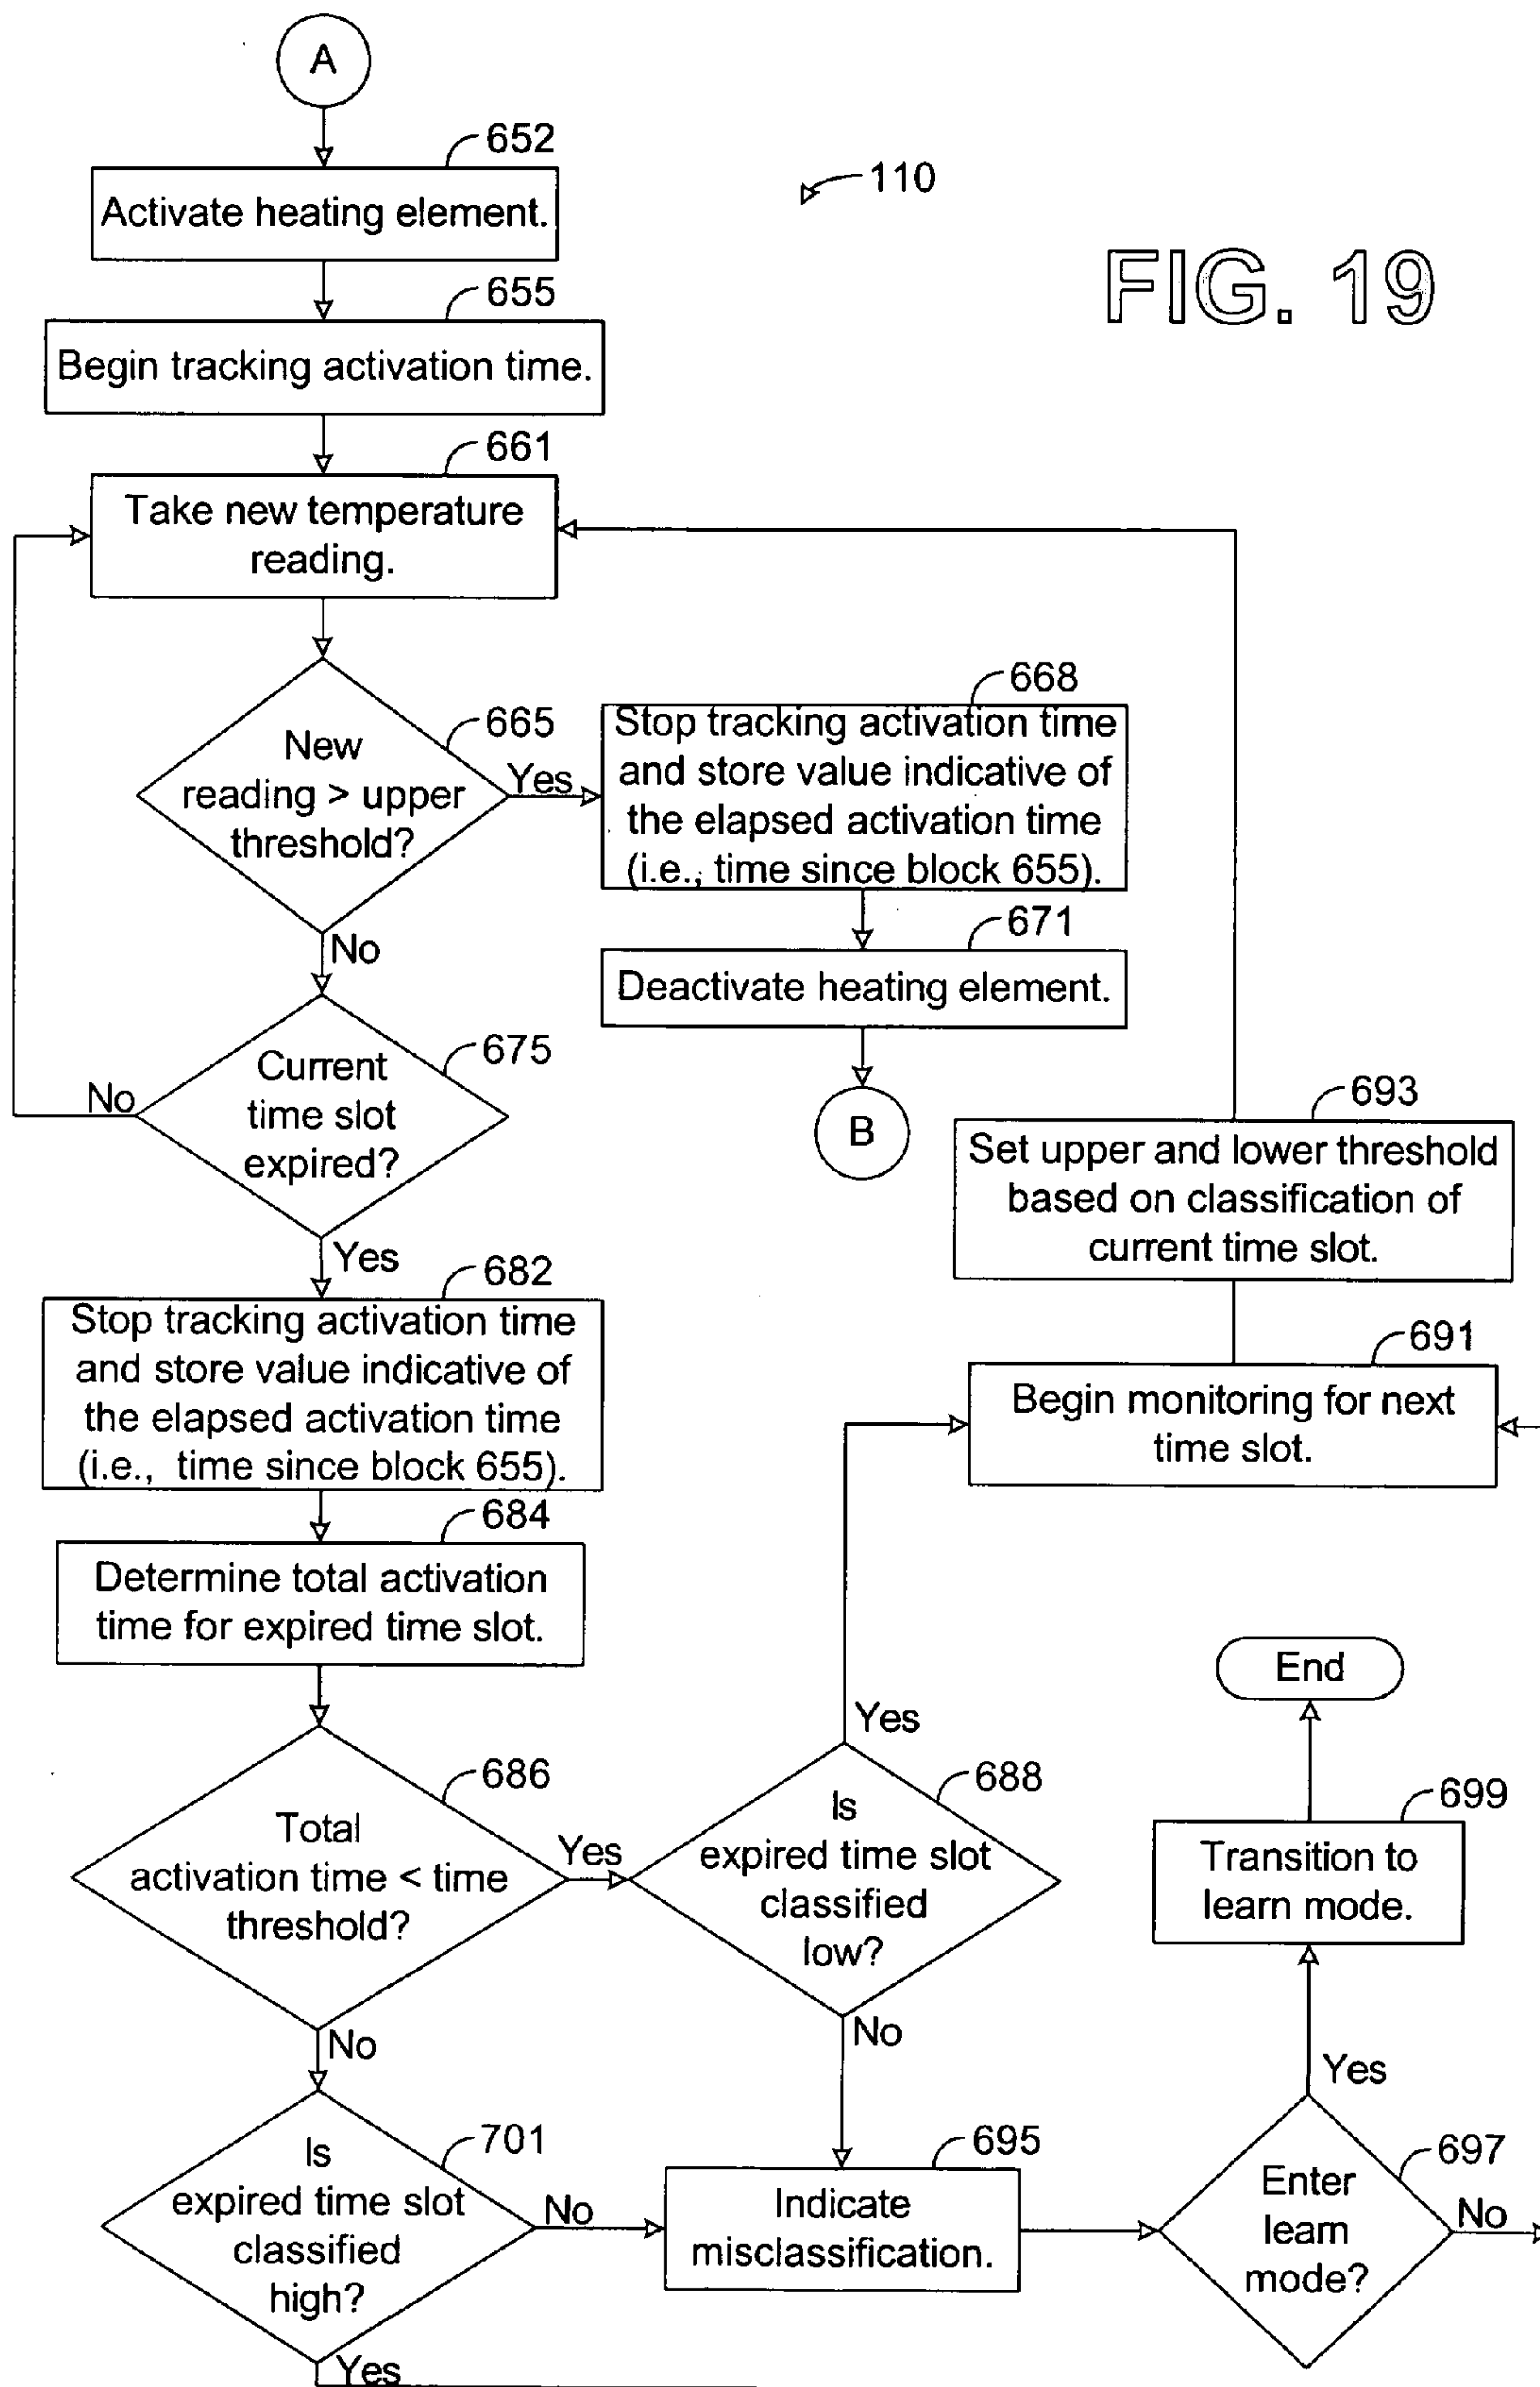 A
652
Activate heating element.
110
FIG. 19
655
Begin tracking activation time.
661
Take new temperature
reading.
665
New
reading > upper
threshold?
Yes
No
668
Stop tracking activation time
and store value indicative of
the elapsed activation time
(i.e., time since block 655).
671
Deactivate heating element.
B
675
Current
time slot
expired?
No
Yes
693
Set upper and lower threshold
based on classification of
current time slot.
682
Stop tracking activation time
and store value indicative of
the elapsed activation time
(i.e., time since block 655).
691
Begin monitoring for next
time slot.
684
Determine total activation
time for expired time slot.
End
686
Total
activation time < time
threshold?
Yes
No
688
Is
expired time slot
classified
low?
Yes
No
699
Transition to
learn mode.
701
Is
expired time slot
classified
high?
No
Yes
695
Indicate
misclassification.
697
Enter
learn
mode?
Yes
No